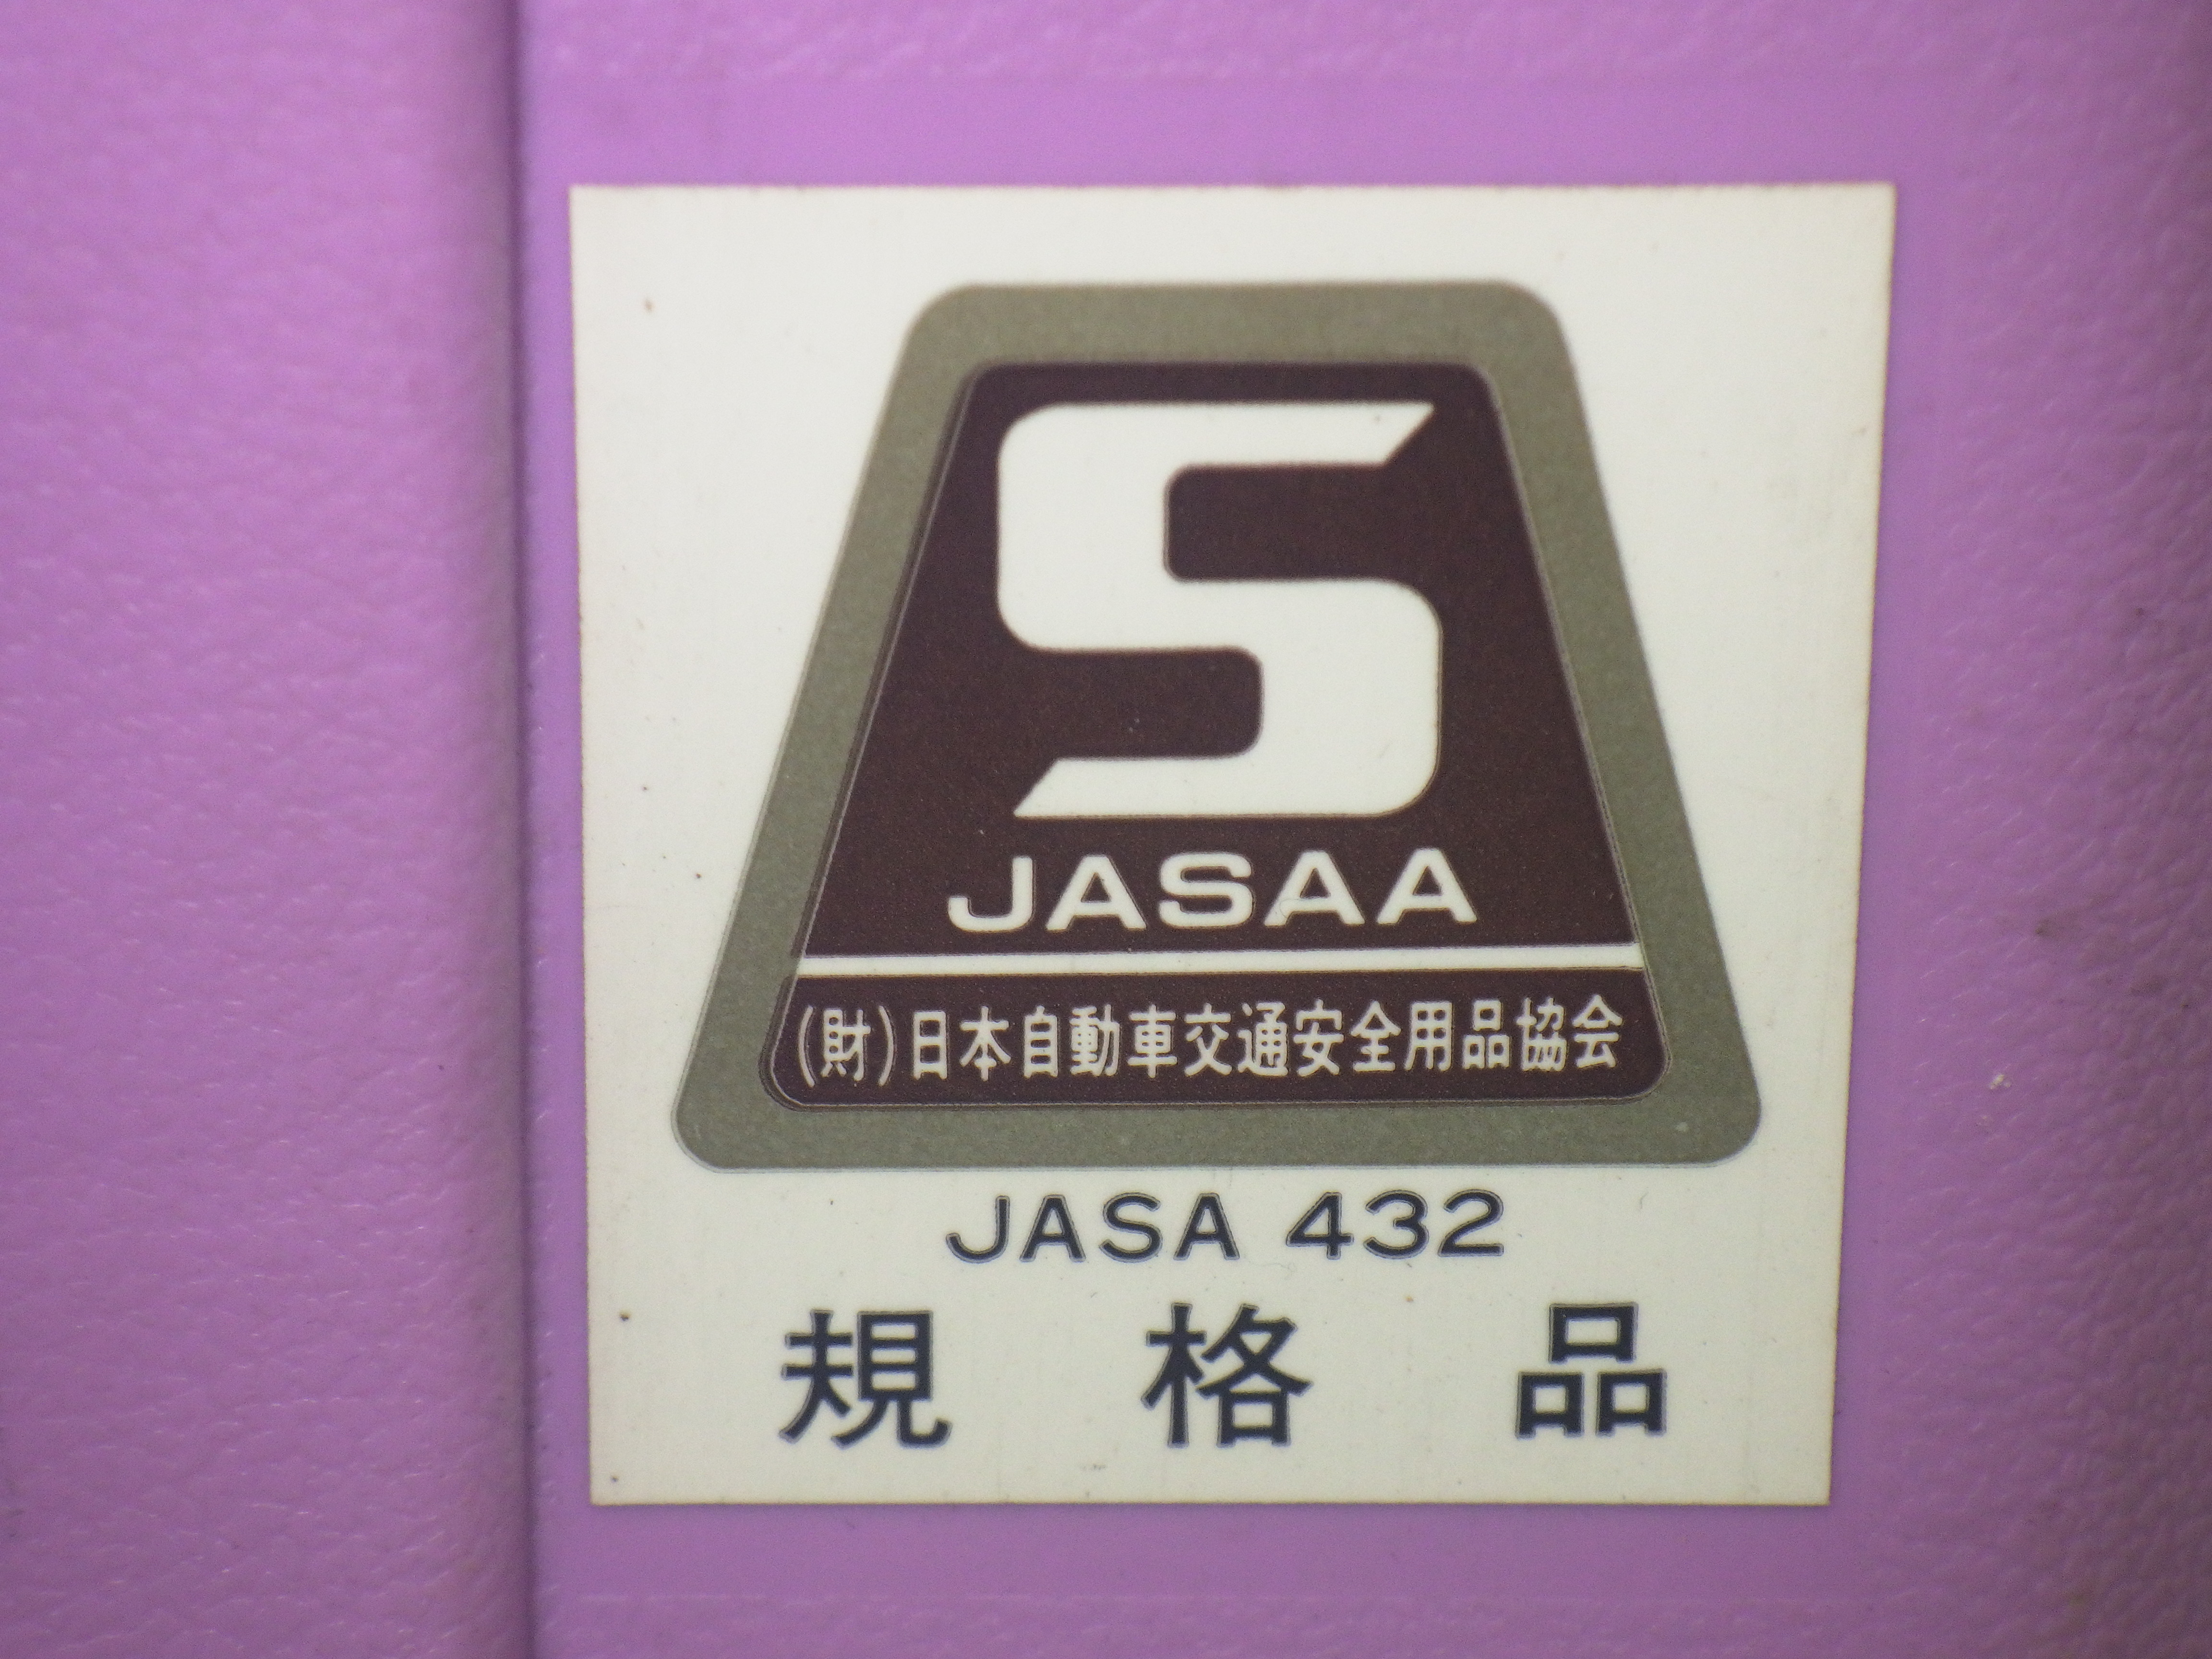 S
JASAA
(財)日本自動車交通安全用品協会
JASA 432
規格品